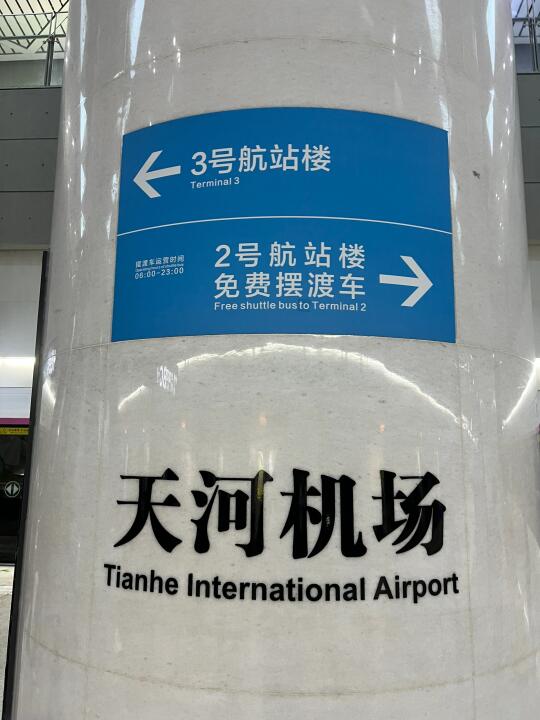 3号航站楼
Terminal 3
2号航站楼
免费摆渡车
Free shuttle bus to Terminal 2
摆渡车运营时间
06:00-23:00
天河机场
Tianhe International Airport